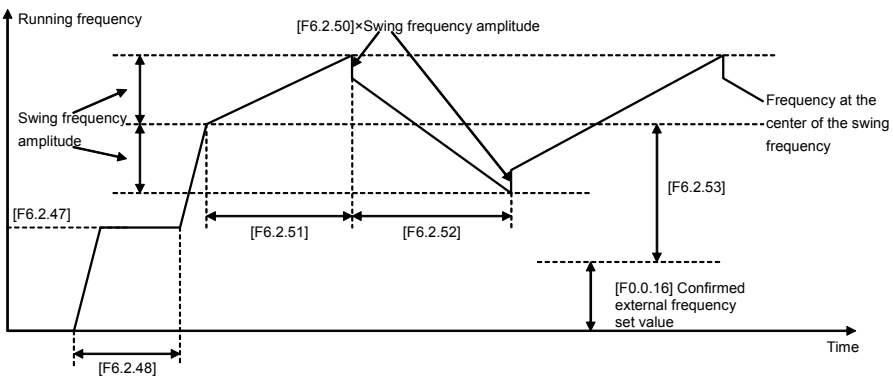 Running frequency
[F6.2.50]×Swing frequency amplitude
Swing frequency
amplitude
Frequency at the
center of the swing
frequency
[F6.2.53]
[F6.2.47]
[F6.2.51]
[F6.2.52]
[F0.0.16] Confirmed
external frequency
set value
Time
[F6.2.48]